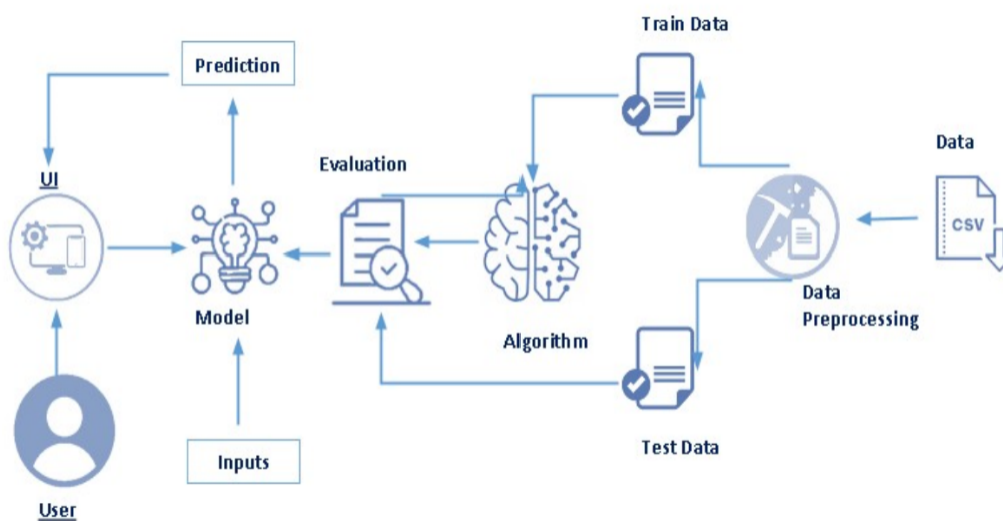 Train Data
Prediction
Data
Evaluation
UI
CSV
Model
Data
Preprocessing
Algorithm
Inputs
Test Data
User